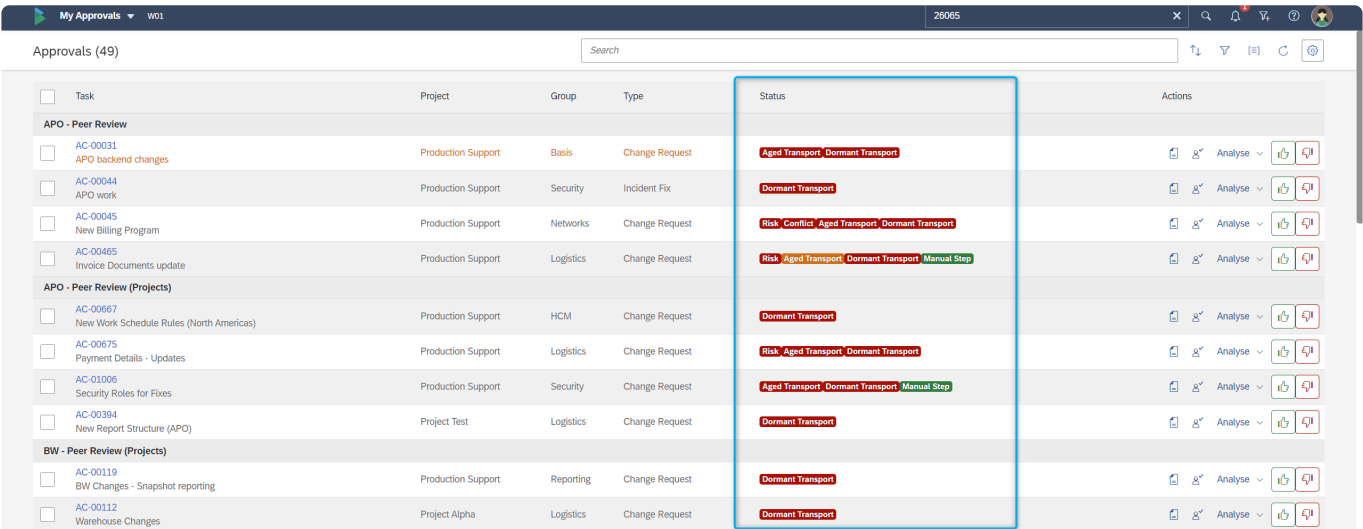 My Approvals W01 26065
1
Approvals (49) Search
Task Project Group Type Status Actions
APO - Peer Review
AC-00031
APO backend changes Production Support Basis Change Request Aged Transport Dormant Transport Analyse
AC-00044
APO work Production Support Security Incident Fix Dormant Transport Analyse
AC-00045
New Billing Program Production Support Networks Change Request Risk Conflict Aged Transport Dormant Transport Analyse
AC-00465
Invoice Documents update Production Support Logistics Change Request Risk Aged Transport Dormant Transport Manual Step Analyse
APO - Peer Review (Projects)
AC-00667
New Work Schedule Rules (North Americas) Production Support HCM Change Request Dormant Transport Analyse
AC-00675
Payment Details - Updates Production Support Logistics Change Request Risk Aged Transport Dormant Transport Analyse
AC-01006
Security Roles for Fixes Production Support Security Change Request Aged Transport Dormant Transport Manual Step Analyse
AC-00394
New Report Structure (APO) Project Test Logistics Change Request Dormant Transport Analyse
BW - Peer Review (Projects)
AC-00119
BW Changes - Snapshot reporting Production Support Reporting Change Request Dormant Transport Analyse
AC-00112
Warehouse Changes Project Alpha Logistics Change Request Dormant Transport Analyse